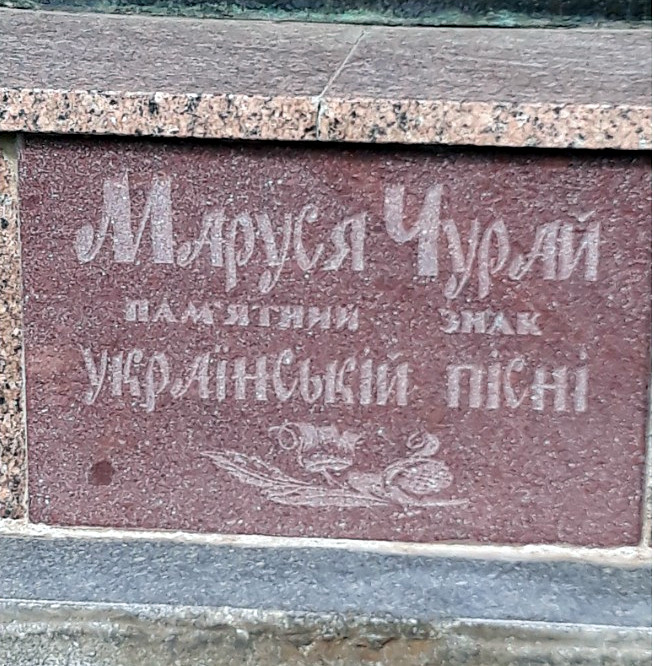 Маруся Чурай
пам'ятний знак
українській пісні